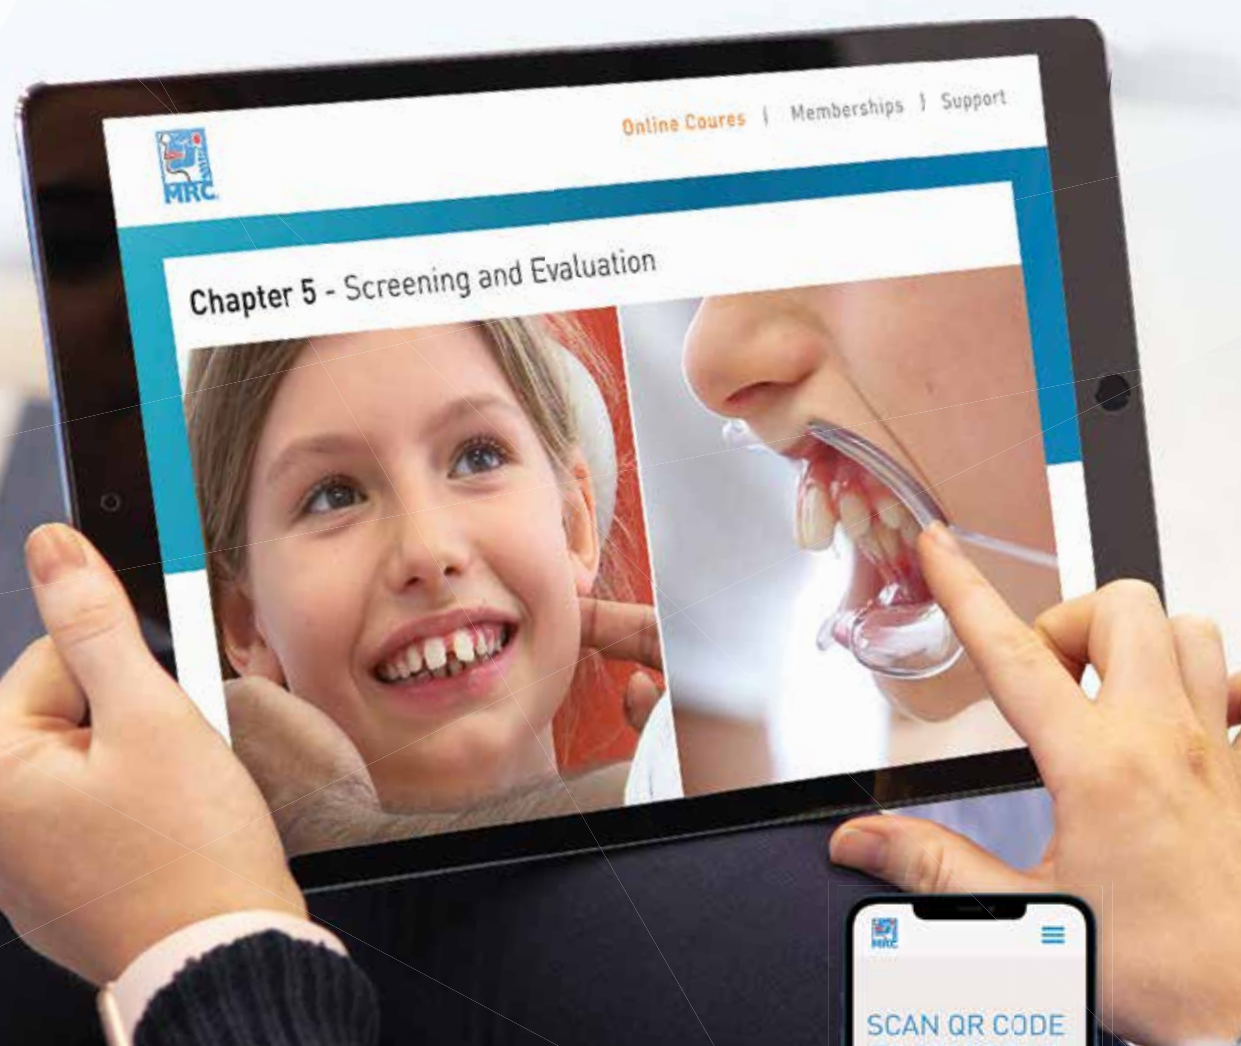 Online Coures | Memberships | Support
MRC
Chapter 5 - Screening and Evaluation
MRC
SCAN QR CODE